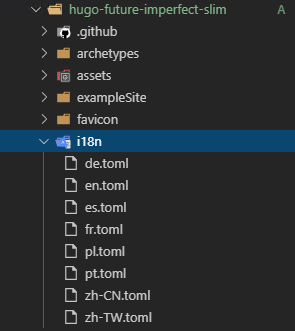 hugo-future-imperfect-slim A
.github
archetypes
assets
exampleSite
favicon
i18n
de.toml
en.toml
es.toml
fr.toml
pl.toml
pt.toml
zh-CN.toml
zh-TW.toml